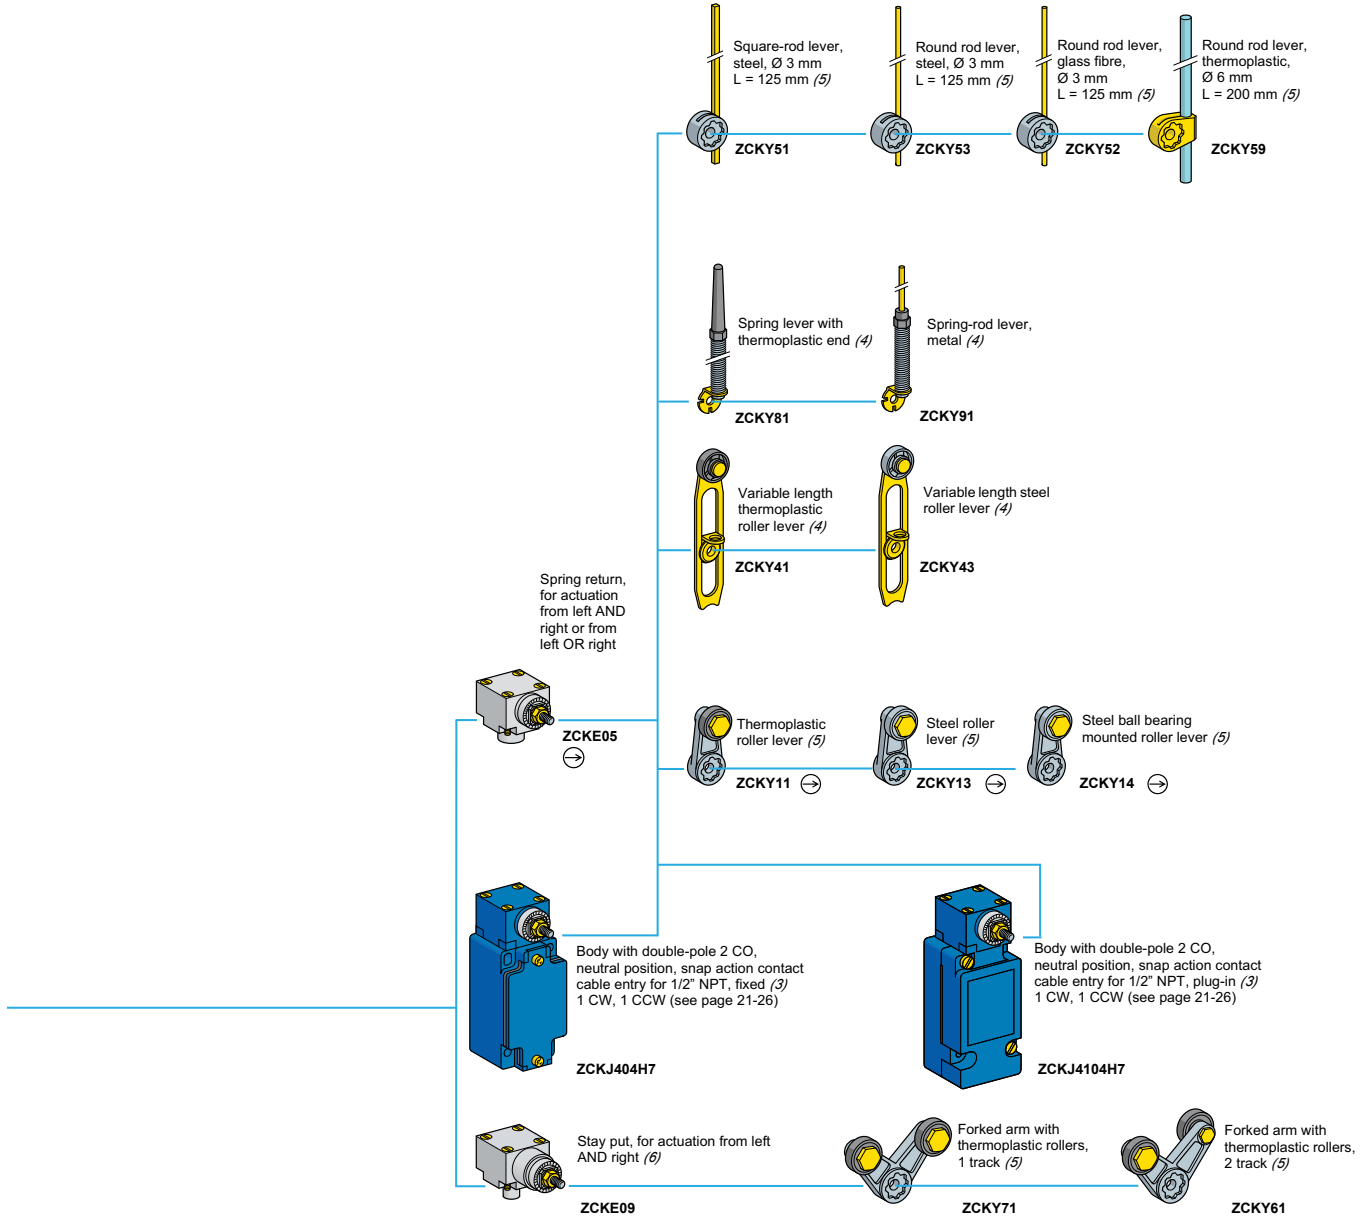 Square-rod lever,
steel, Ø 3 mm
L = 125 mm (5)
ZCKY51
Round rod lever,
steel, Ø 3 mm
L = 125 mm (5)
ZCKY53
Round rod lever,
glass fibre,
Ø 3 mm
L = 125 mm (5)
ZCKY52
Round rod lever,
thermoplastic,
Ø 6 mm
L = 200 mm (5)
ZCKY59
Spring lever with
thermoplastic end (4)
ZCKY81
Spring-rod lever,
metal (4)
ZCKY91
Variable length
thermoplastic
roller lever (4)
ZCKY41
Variable length steel
roller lever (4)
ZCKY43
Spring return,
for actuation
from left AND
right or from
left OR right
ZCKE05
Thermoplastic
roller lever (5)
ZCKY11
Steel roller
lever (5)
ZCKY13
Steel ball bearing
mounted roller lever (5)
ZCKY14
Body with double-pole 2 CO,
neutral position, snap action contact
cable entry for 1/2” NPT, fixed (3)
1 CW, 1 CCW (see page 21-26)
ZCKJ404H7
Body with double-pole 2 CO,
neutral position, snap action contact
cable entry for 1/2” NPT, plug-in (3)
1 CW, 1 CCW (see page 21-26)
ZCKJ4104H7
Stay put, for actuation from left
AND right (6)
ZCKE09
Forked arm with
thermoplastic rollers,
1 track (5)
ZCKY71
Forked arm with
thermoplastic rollers,
2 track (5)
ZCKY61